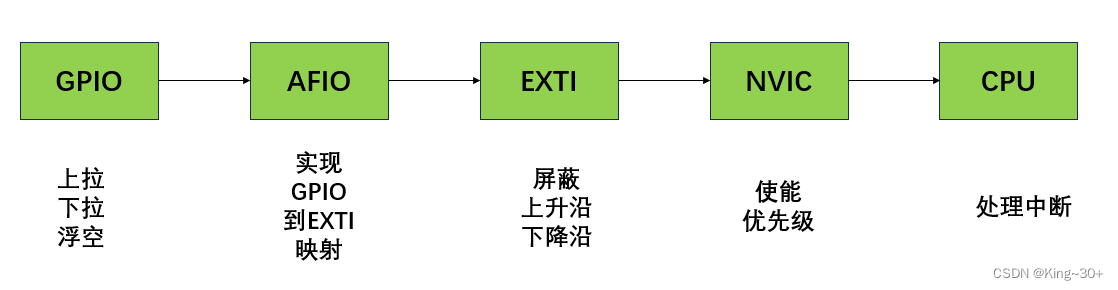 GPIO
AFIO
EXTI
NVIC
CPU
上拉
下拉
浮空
实现
GPIO
到EXTI
映射
屏蔽
上升沿
下降沿
使能
优先级
处理中断
CSDN @King~30+